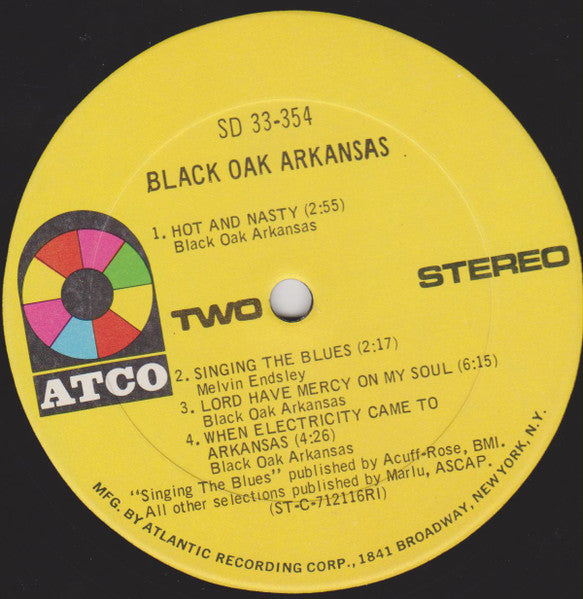 SD 33-354
BLACK OAK ARKANSAS
1. HOT AND NASTY (2:55)
Black Oak Arkansas
STEREO
TWO
ATCO
2. SINGING THE BLUES (2:17)
Melvin Endsley
3. LORD HAVE MERCY ON MY SOUL (6:15)
Black Oak Arkansas
4. WHEN ELECTRICITY CAME TO
ARKANSAS (4:26)
Black Oak Arkansas
"Singing The Blues" published by Acuff-Rose, BMI.
All other selections published by Marlu, ASCAP.
(ST-C-712116RI)
MFG. BY ATLANTIC RECORDING CORP., 1841 BROADWAY, NEW YORK, N.Y.